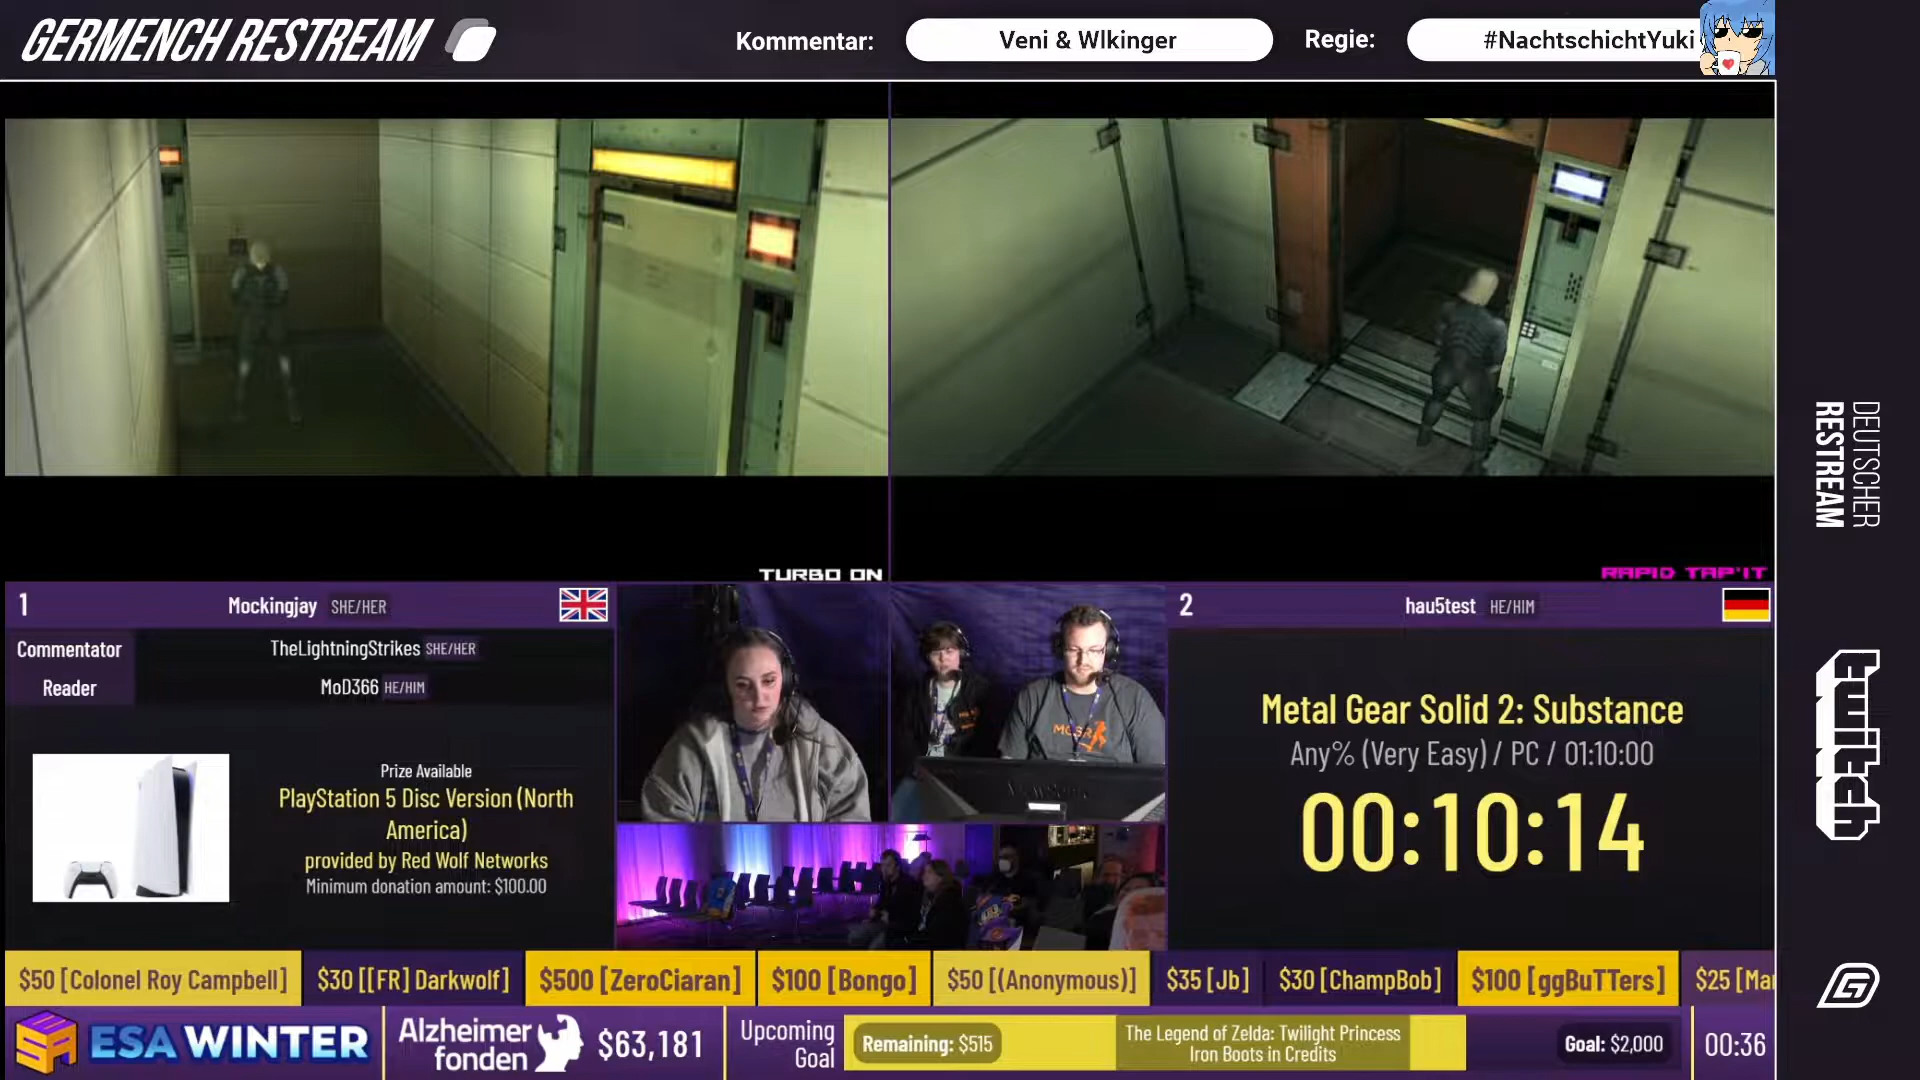 GERMENCH RESTREAM
Kommentar:
Veni & Wlkinger
Regie:
#NachtschichtYuki
TURBO ON
RAPID TAP'IT
1
Mockingjay SHE/HER
Commentator
TheLightningStrikes SHE/HER
Reader
MoD366 HE/HIM
Prize Available
PlayStation 5 Disc Version (North
America)
provided by Red Wolf Networks
Minimum donation amount: $100.00
2
hau5test HE/HIM
Metal Gear Solid 2: Substance
Any% (Very Easy) / PC / 01:10:00
00:10:14
DEUTSCHER
RESTREAM
twitch
$50 [Colonel Roy Campbell]
$30 [[FR] Darkwolf]
$500 [ZeroCiaran]
$100 [Bongo]
$50 [(Anonymous)]
$35 [Jb]
$30 [ChampBob]
$100 [ggBuTTers]
$25 [Mar
ESA WINTER
Alzheimer
fonden
$63,181
Upcoming
Goal
Remaining: $515
The Legend of Zelda: Twilight Princess
Iron Boots in Credits
Goal: $2,000
00:36